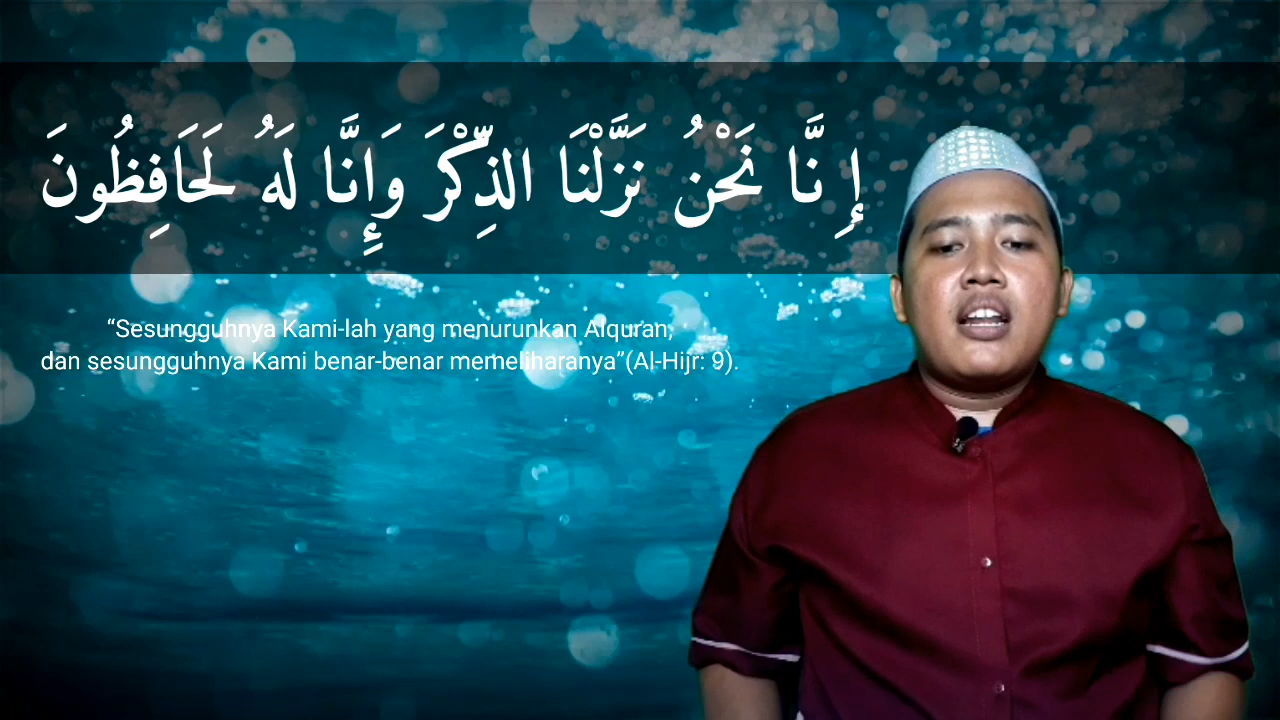 إِنَّا نَحْنُ نَزَّلْنَا الذِّكْرَ وَإِنَّا لَهُ لَحَافِظُونَ
“Sesungguhnya Kami-lah yang menurunkan Alquran,
dan sesungguhnya Kami benar-benar memeliharanya”(Al-Hijr: 9).